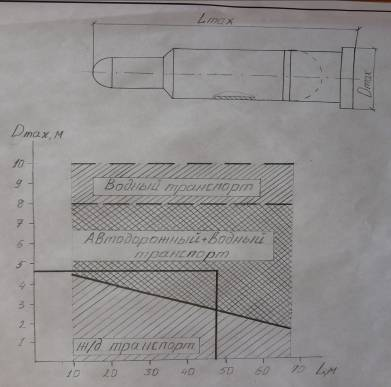 Lmax
Dmax
Dmax, м
10
9
Водный транспорт
8
7
Автодорожный+водный
6
транспорт
5
4
3
2
1
ж/д транспорт
10 20 30 40 50 60 70 L,м